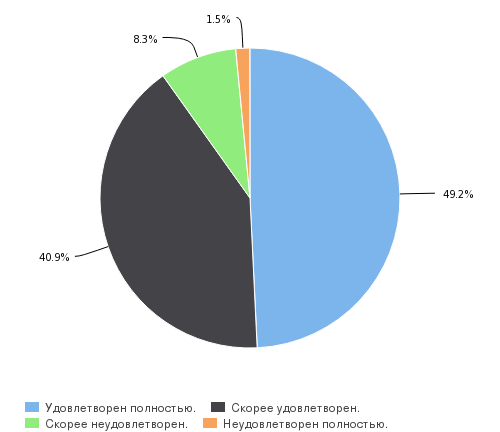 1.5%
8.3%
49.2%
40.9%
Удовлетворен полностью. Скорее удовлетворен.
Скорее неудовлетворен. Неудовлетворен полностью.